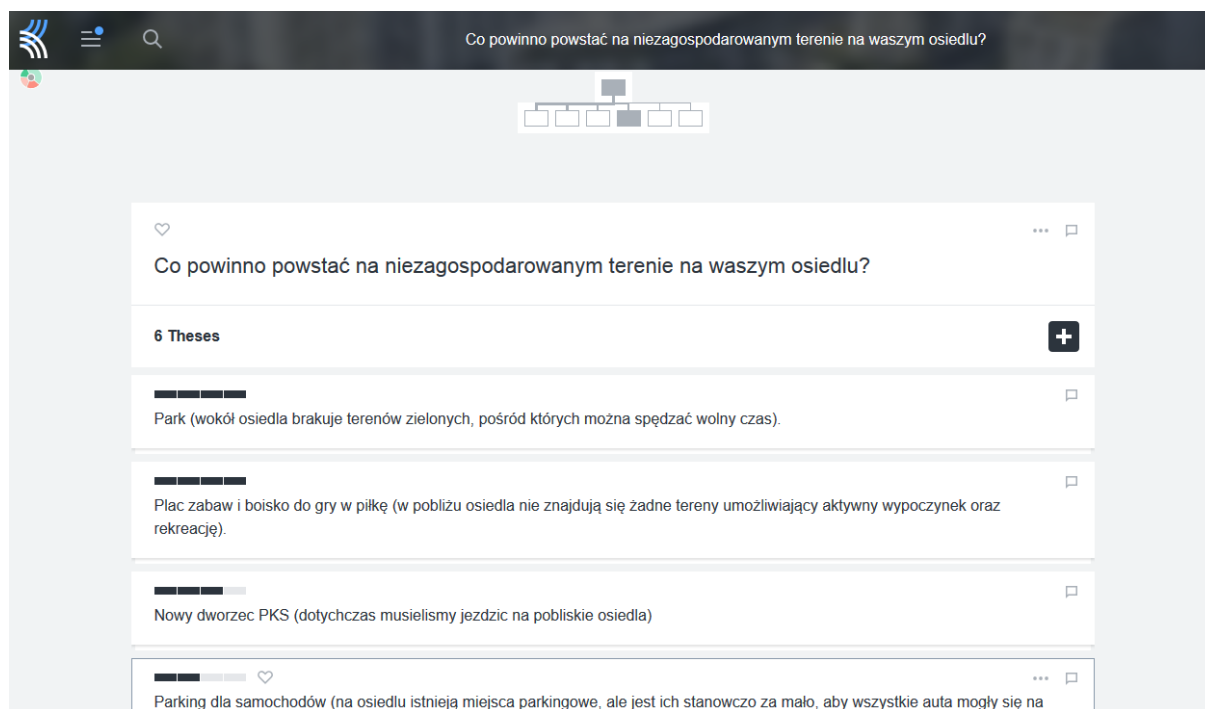 Co powinno powstać na niezagospodarowanym terenie na waszym osiedlu?
Co powinno powstać na niezagospodarowanym terenie na waszym osiedlu?
6 Theses
Park (wokół osiedla brakuje terenów zielonych, pośród których można spędzać wolny czas).
Plac zabaw i boisko do gry w piłkę (w pobliżu osiedla nie znajdują się żadne tereny umożliwiający aktywny wypoczynek oraz
rekreację).
Nowy dworzec PKS (dotychczas musielismy jezdzic na pobliskie osiedla)
Parking dla samochodów (na osiedlu istnieją miejsca parkingowe, ale jest ich stanowczo za mało, aby wszystkie auta mogły się na